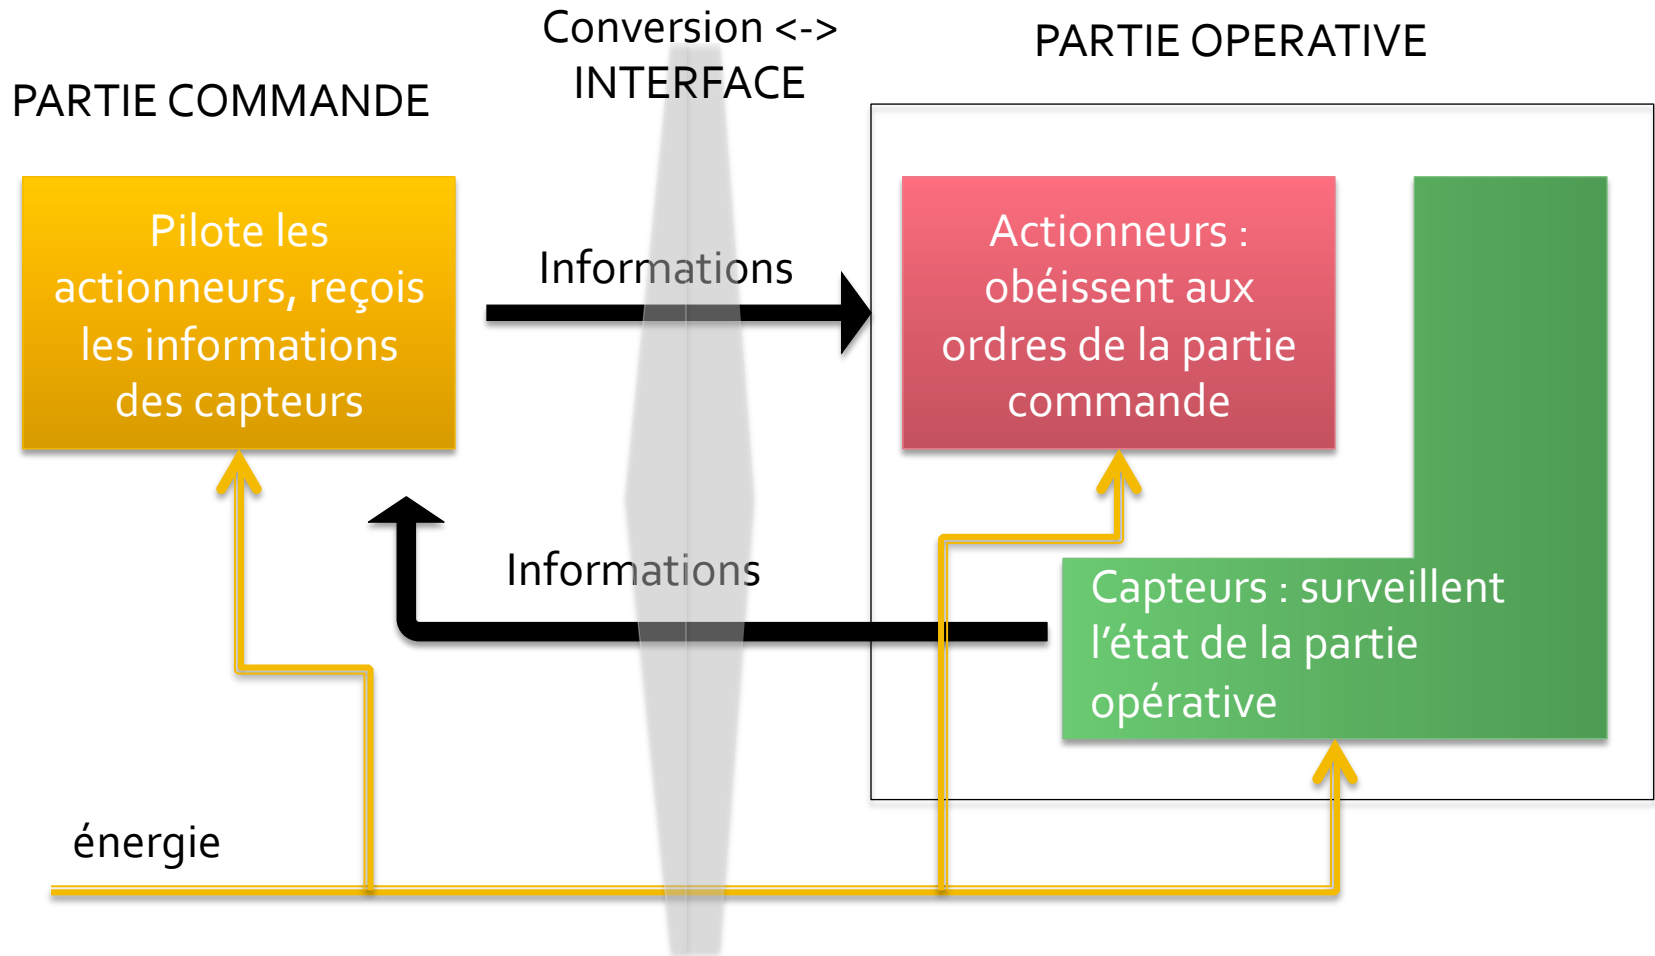 Conversion <->
INTERFACE
PARTIE OPERATIVE
PARTIE COMMANDE
Pilote les
actionneurs, reçois
les informations
des capteurs
Informations
Actionneurs :
obéissent aux
ordres de la partie
commande
Informations
Capteurs : surveillent
l’état de la partie
opérative
énergie